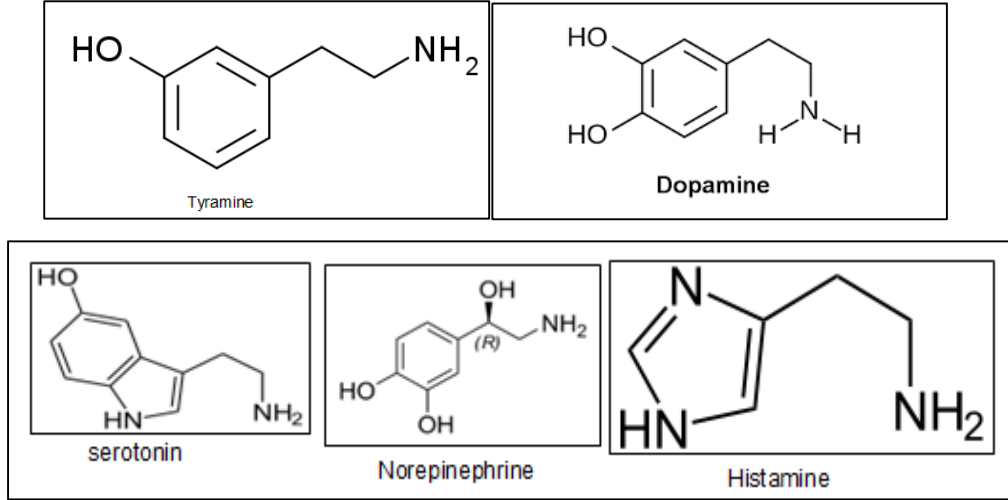 HO NH2
Tyramine
HO
HO
N
H H
Dopamine
HO
HN NH2
serotonin
OH
(R) NH2
HO
OH
Norepinephrine
N
HN NH2
Histamine